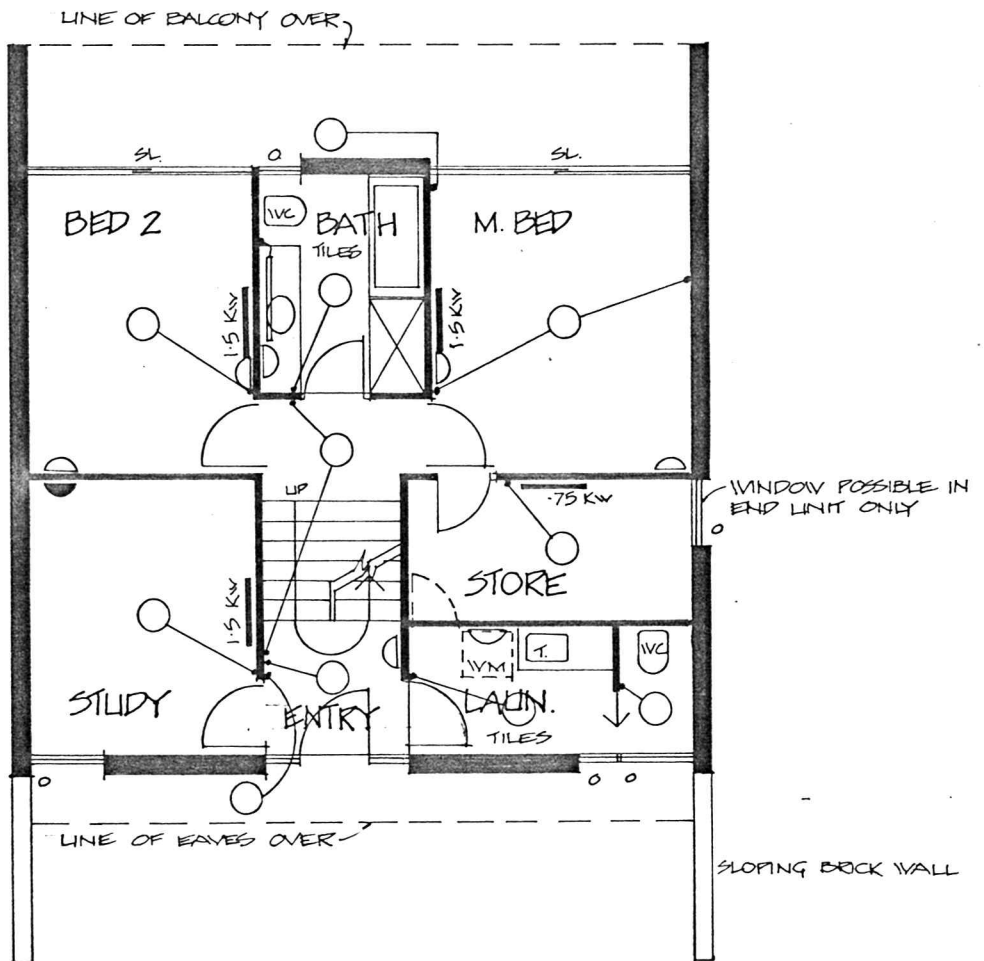 LINE OF BALCONY OVER
SL.
O
SL.
BED 2
WC
BATH
TILES
M. BED
1.5 KW
1.5 KW
UP
.75 KW
WINDOW POSSIBLE IN
END UNIT ONLY
O
STORE
1.5 KW
WM
T.
WC
STUDY
ENTRY
LAUN.
TILES
O
O
O
LINE OF EAVES OVER
SLOPING BRICK WALL